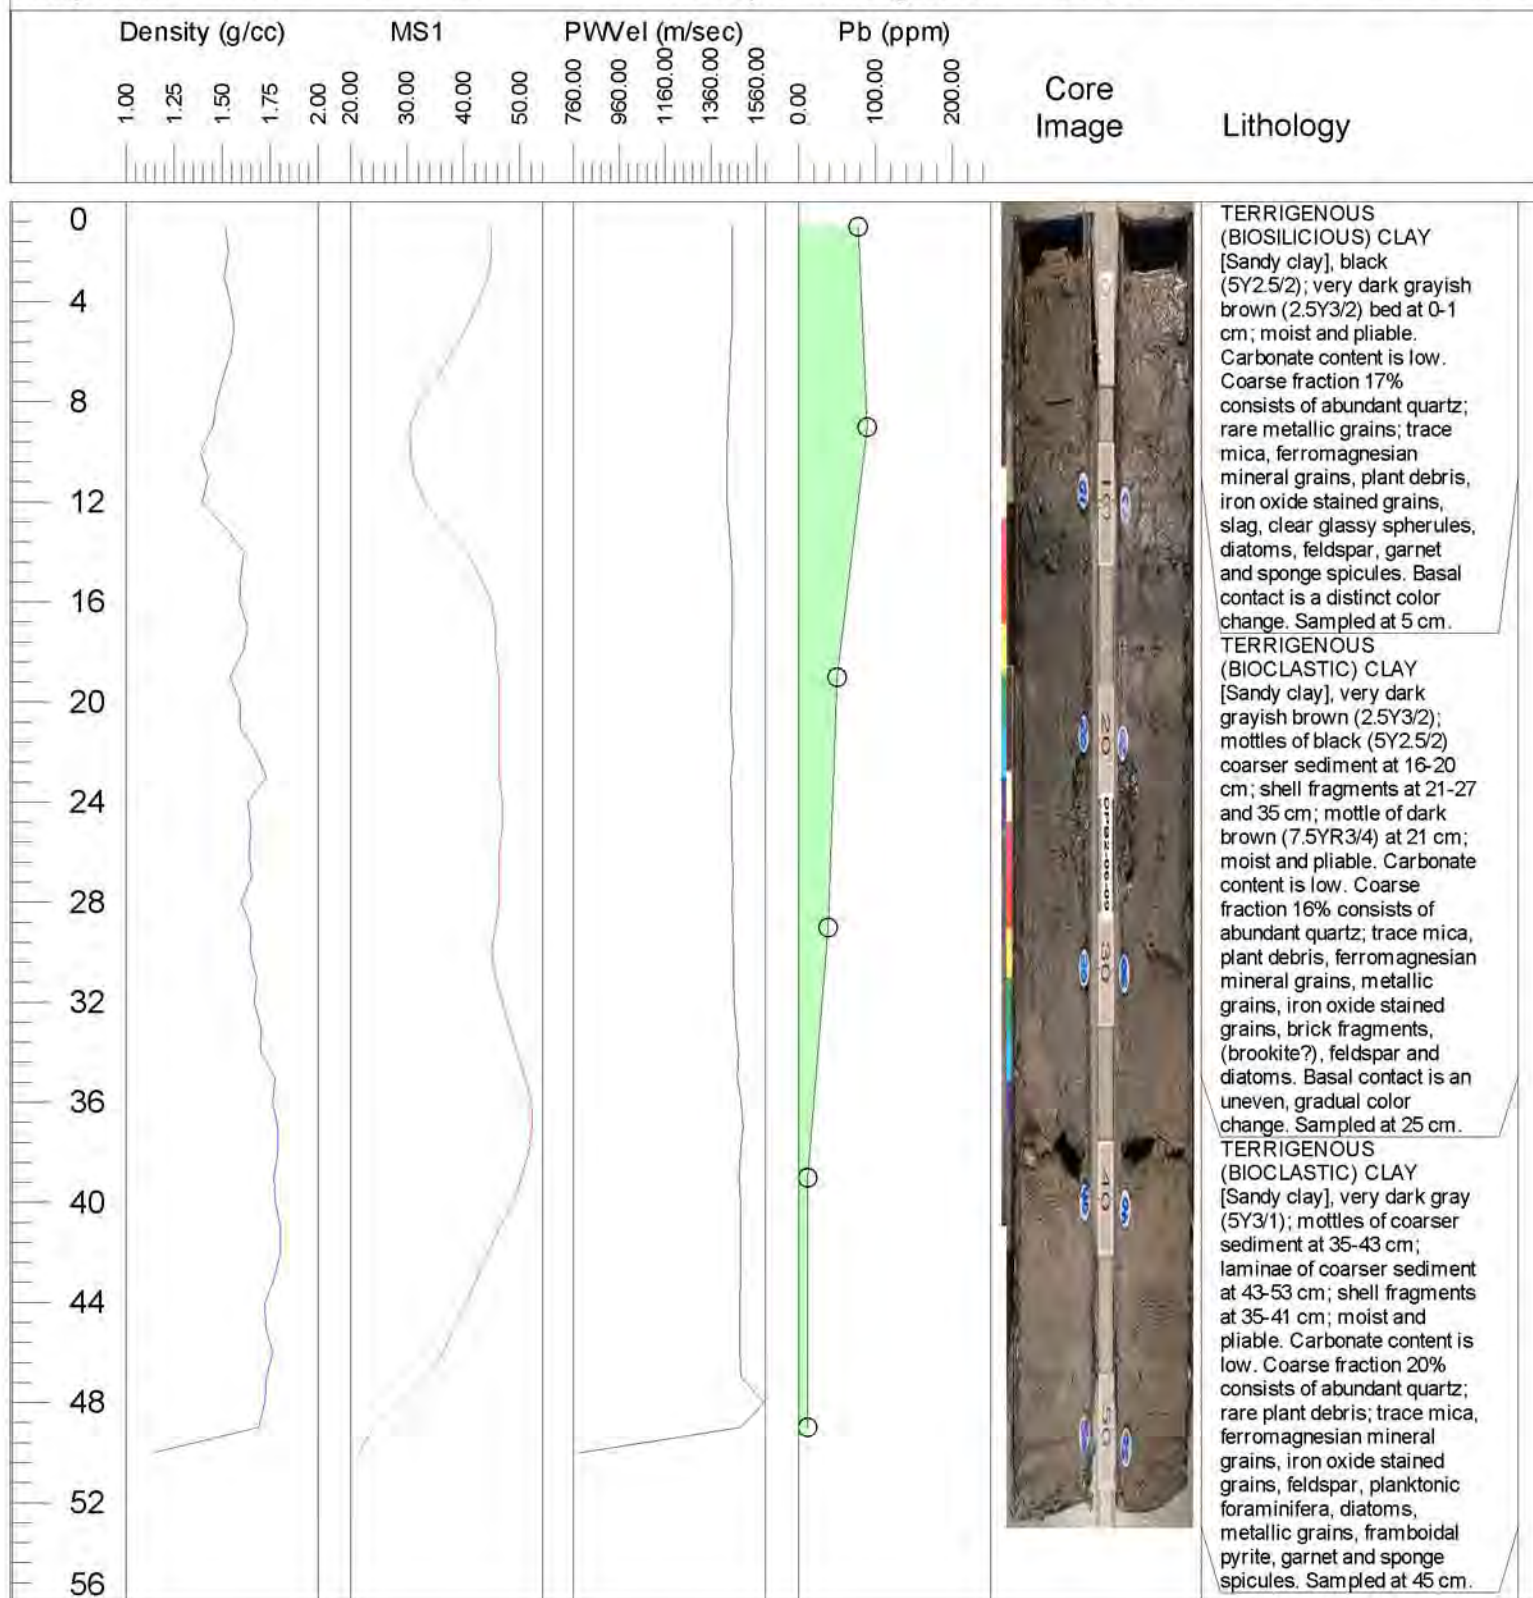 Density (g/cc) MS1 PWVel (m/sec) Pb (ppm)
1.00 1.25 1.50 1.75 2.00 20.00 30.00 40.00 50.00 760.00 960.00 1160.00 1360.00 1560.00 0.00 100.00 200.00
Core
Image
Lithology
0
4
8
12
16
20
24
28
32
36
40
44
48
52
56
10
20
30
40
50
TERRIGENOUS
(BIOSILICIOUS) CLAY
[Sandy clay], black
(5Y2.5/2); very dark grayish
brown (2.5Y3/2) bed at 0-1
cm; moist and pliable.
Carbonate content is low.
Coarse fraction 17%
consists of abundant quartz;
rare metallic grains; trace
mica, ferromagnesian
mineral grains, plant debris,
iron oxide stained grains,
slag, clear glassy spherules,
diatoms, feldspar, garnet
and sponge spicules. Basal
contact is a distinct color
change. Sampled at 5 cm.
TERRIGENOUS
(BIOCLASTIC) CLAY
[Sandy clay], very dark
grayish brown (2.5Y3/2);
mottles of black (5Y2.5/2)
coarser sediment at 16-20
cm; shell fragments at 21-27
and 35 cm; mottle of dark
brown (7.5YR3/4) at 21 cm;
moist and pliable. Carbonate
content is low. Coarse
fraction 16% consists of
abundant quartz; trace mica,
plant debris, ferromagnesian
mineral grains, metallic
grains, iron oxide stained
grains, brick fragments,
(brookite?), feldspar and
diatoms. Basal contact is an
uneven, gradual color
change. Sampled at 25 cm.
TERRIGENOUS
(BIOCLASTIC) CLAY
[Sandy clay], very dark gray
(5Y3/1); mottles of coarser
sediment at 35-43 cm;
laminae of coarser sediment
at 43-53 cm; shell fragments
at 35-41 cm; moist and
pliable. Carbonate content is
low. Coarse fraction 20%
consists of abundant quartz;
rare plant debris; trace mica,
ferromagnesian mineral
grains, iron oxide stained
grains, feldspar, planktonic
foraminifera, diatoms,
metallic grains, framboidal
pyrite, garnet and sponge
spicules. Sampled at 45 cm.